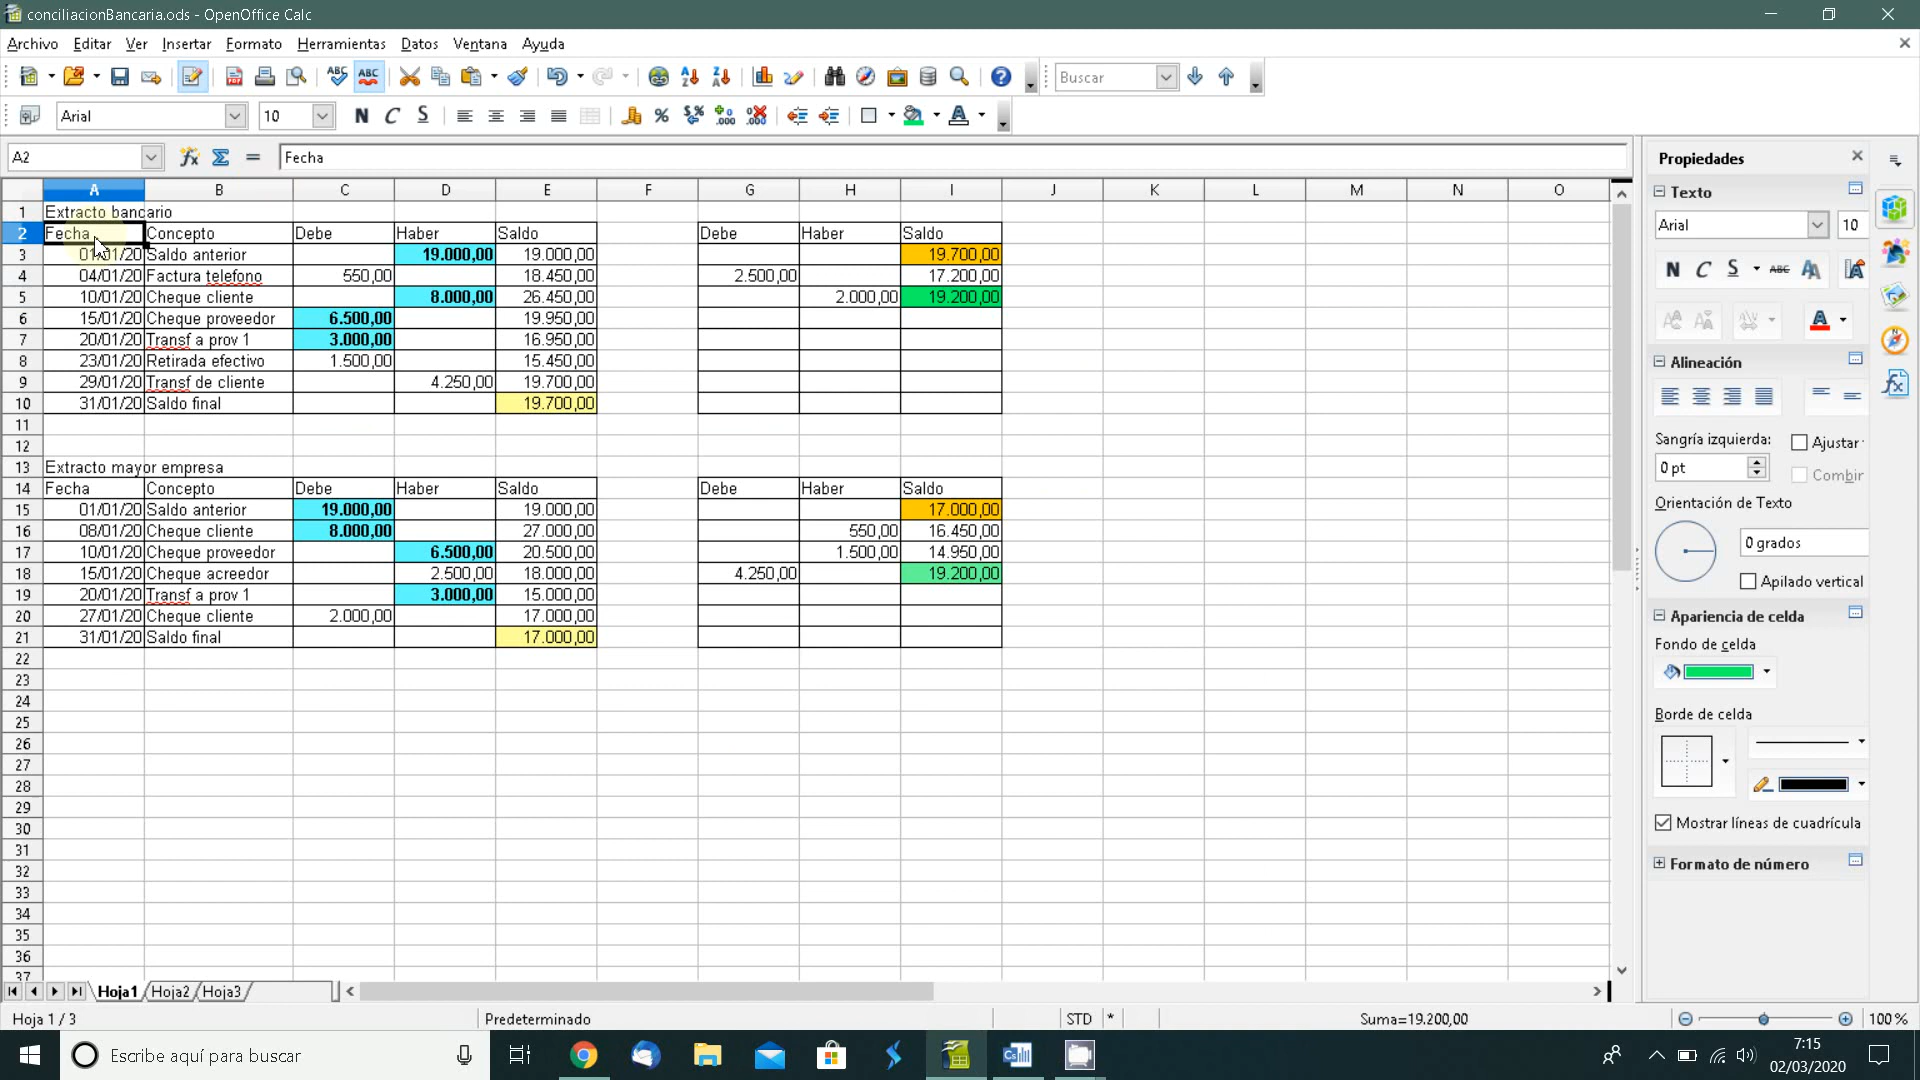 conciliacionBancaria.ods - OpenOffice Calc
Archivo Editar Ver Insertar Formato Herramientas Datos Ventana Ayuda
Buscar
Arial 10 N C S
A2 Fecha
A B C D E F G H I J K L M N O
1 Extracto bancario
2 Fecha Concepto Debe Haber Saldo Debe Haber Saldo
3 01/01/20 Saldo anterior 19.000,00 19.000,00 19.700,00
4 04/01/20 Factura telefono 550,00 18.450,00 2.500,00 17.200,00
5 10/01/20 Cheque cliente 8.000,00 26.450,00 2.000,00 19.200,00
6 15/01/20 Cheque proveedor 6.500,00 19.950,00
7 20/01/20 Transf a prov 1 3.000,00 16.950,00
8 23/01/20 Retirada efectivo 1.500,00 15.450,00
9 29/01/20 Transf de cliente 4.250,00 19.700,00
10 31/01/20 Saldo final 19.700,00
11
12
13 Extracto mayor empresa
14 Fecha Concepto Debe Haber Saldo Debe Haber Saldo
15 01/01/20 Saldo anterior 19.000,00 19.000,00 17.000,00
16 08/01/20 Cheque cliente 8.000,00 27.000,00 550,00 16.450,00
17 10/01/20 Cheque proveedor 6.500,00 20.500,00 1.500,00 14.950,00
18 15/01/20 Cheque acreedor 2.500,00 18.000,00 4.250,00 19.200,00
19 20/01/20 Transf a prov 1 3.000,00 15.000,00
20 27/01/20 Cheque cliente 2.000,00 17.000,00
21 31/01/20 Saldo final 17.000,00
22
23
24
25
26
27
28
29
30
31
32
33
34
35
36
37
Propiedades
Texto
Arial 10
N C S ABC
Alineación
Sangría izquierda: Ajustar
0 pt Combir
Orientación de Texto
0 grados
Apilado vertical
Apariencia de celda
Fondo de celda
Borde de celda
Mostrar líneas de cuadrícula
Formato de número
Hoja1 Hoja2 Hoja3
Hoja 1 / 3 Predeterminado STD * Suma=19.200,00 100 %
Escribe aquí para buscar
7:15
02/03/2020